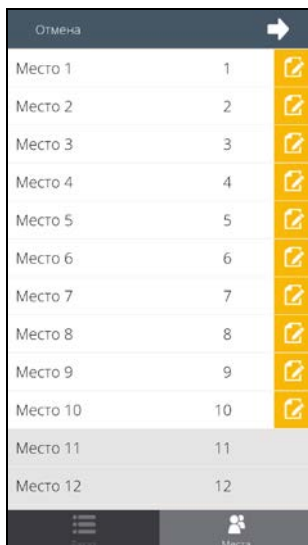 Отмена
Место 1 1
Место 2 2
Место 3 3
Место 4 4
Место 5 5
Место 6 6
Место 7 7
Место 8 8
Место 9 9
Место 10 10
Место 11 11
Место 12 12
Места